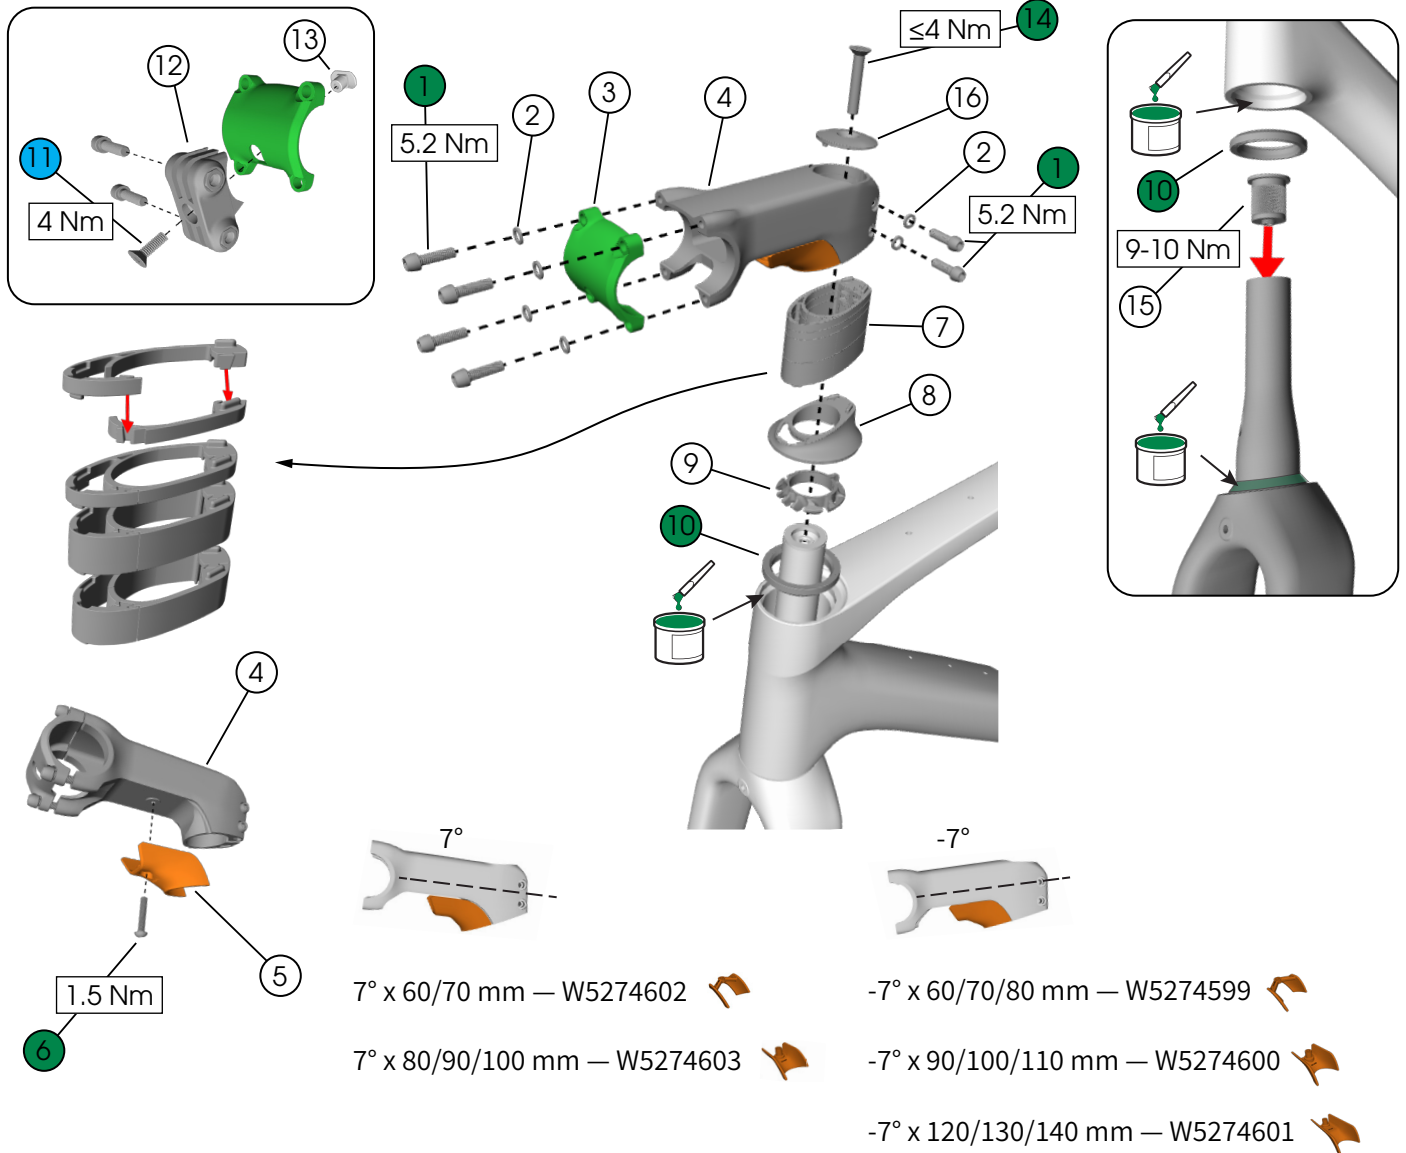 13
12
11
4 Nm
1
5.2 Nm
2
3
4
≤4 Nm
14
16
2
1
5.2 Nm
7
8
9
10
10
9-10 Nm
15
4
5
1.5 Nm
6
7°
-7°
7° x 60/70 mm — W5274602
7° x 80/90/100 mm — W5274603
-7° x 60/70/80 mm — W5274599
-7° x 90/100/110 mm — W5274600
-7° x 120/130/140 mm — W5274601